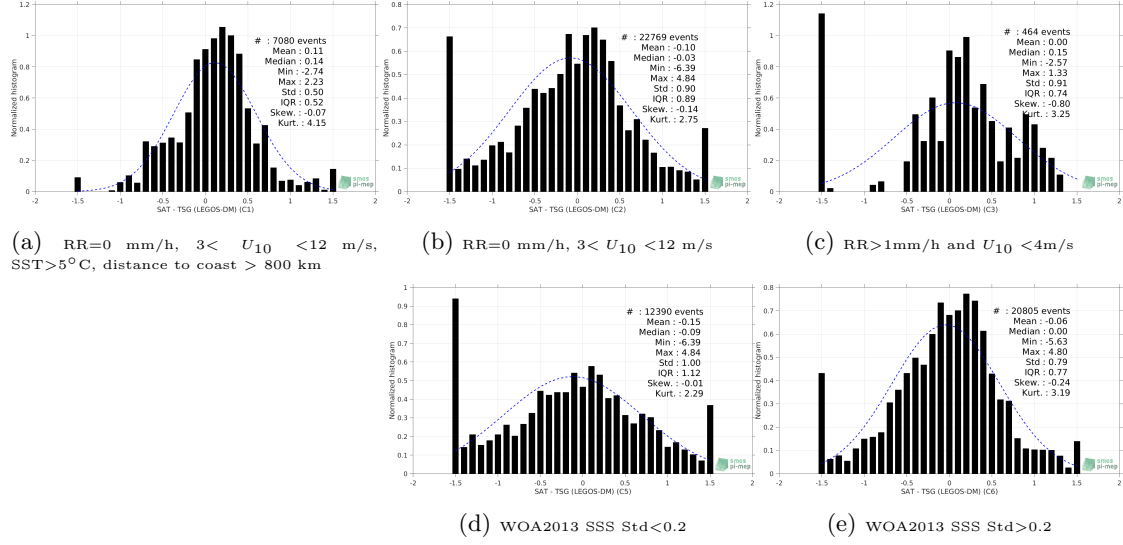 1.2
1
0.8
0.6
0.4
0.2
0
Normalized histogram
# : 7080 events
Mean : 0.11
Median : 0.14
Min : -2.74
Max : 2.23
Std : 0.50
IQR : 0.52
Skew. : -0.07
Kurt. : 4.15
smos
pi-mep
-2 -1.5 -1 -0.5 0 0.5 1 1.5 2
SAT - TSG (LEGOS-DM) (C1)
(a) RR=0 mm/h, 3< U10 <12 m/s,
SST>5°C, distance to coast > 800 km
0.8
0.7
0.6
0.5
0.4
0.3
0.2
0.1
0
Normalized histogram
# : 22769 events
Mean : -0.10
Median : -0.03
Min : -6.39
Max : 4.84
Std : 0.90
IQR : 0.89
Skew. : -0.14
Kurt. : 2.75
smos
pi-mep
-2 -1.5 -1 -0.5 0 0.5 1 1.5 2
SAT - TSG (LEGOS-DM) (C2)
(b) RR=0 mm/h, 3< U10 <12 m/s
1.2
1
0.8
0.6
0.4
0.2
0
Normalized histogram
# : 464 events
Mean : 0.00
Median : 0.15
Min : -2.57
Max : 1.33
Std : 0.91
IQR : 0.74
Skew. : -0.80
Kurt. : 3.25
smos
pi-mep
-2 -1.5 -1 -0.5 0 0.5 1 1.5 2
SAT - TSG (LEGOS-DM) (C3)
(c) RR>1mm/h and U10 <4m/s
1
0.9
0.8
0.7
0.6
0.5
0.4
0.3
0.2
0.1
0
Normalized histogram
# : 12390 events
Mean : -0.15
Median : -0.09
Min : -6.39
Max : 4.84
Std : 1.00
IQR : 1.12
Skew. : -0.01
Kurt. : 2.29
smos
pi-mep
-2 -1.5 -1 -0.5 0 0.5 1 1.5 2
SAT - TSG (LEGOS-DM) (C5)
(d) WOA2013 SSS Std<0.2
0.8
0.7
0.6
0.5
0.4
0.3
0.2
0.1
0
Normalized histogram
# : 20805 events
Mean : -0.06
Median : 0.00
Min : -5.63
Max : 4.80
Std : 0.79
IQR : 0.77
Skew. : -0.24
Kurt. : 3.19
smos
pi-mep
-2 -1.5 -1 -0.5 0 0.5 1 1.5 2
SAT - TSG (LEGOS-DM) (C6)
(e) WOA2013 SSS Std>0.2